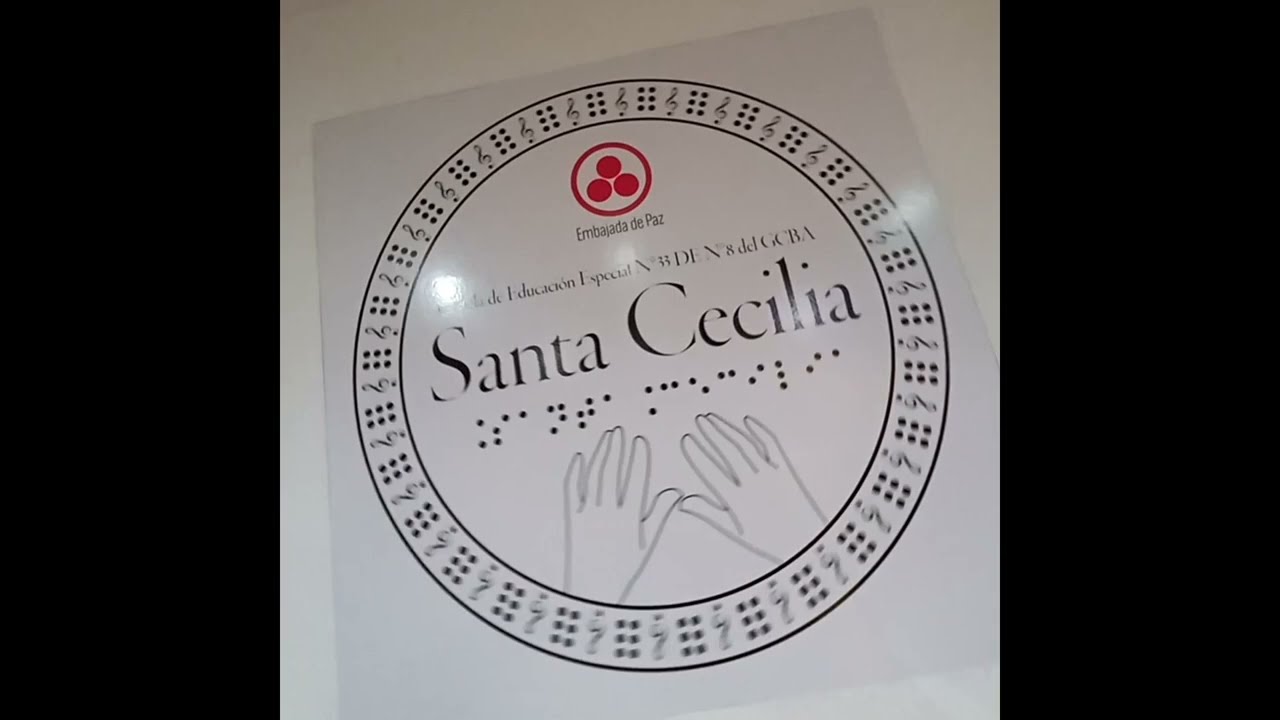 Embajada de Paz
de Educación Especial N° 33 DE N° 8 del GCBA
Santa Cecilia